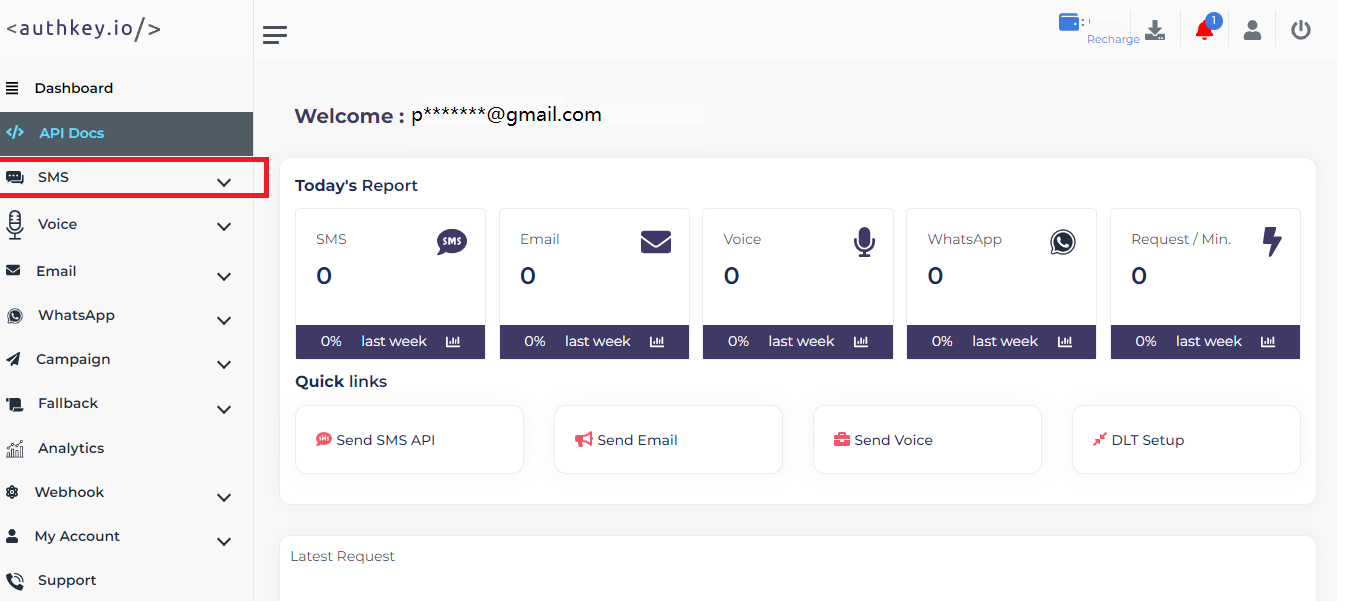 <authkey.io/>
:
Recharge
1
Dashboard
API Docs
SMS
Voice
Email
WhatsApp
Campaign
Fallback
Analytics
Webhook
My Account
Support
Welcome : p*******@gmail.com
Today's Report
SMS
SMS
0
0% last week
Email
0
0% last week
Voice
0
0% last week
WhatsApp
0
0% last week
Request / Min.
0
0% last week
Quick links
Send SMS API
Send Email
Send Voice
DLT Setup
Latest Request